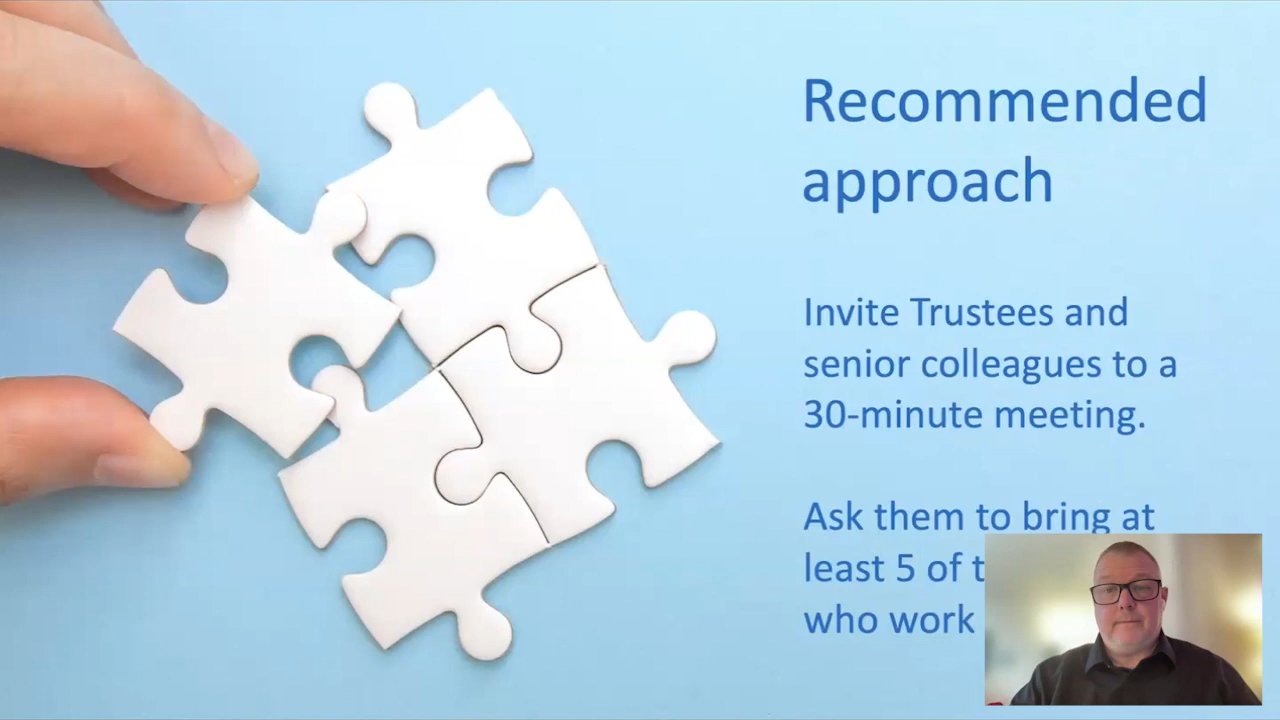 Recommended
approach
Invite Trustees and
senior colleagues to a
30-minute meeting.
Ask them to bring at
least 5 of
who work